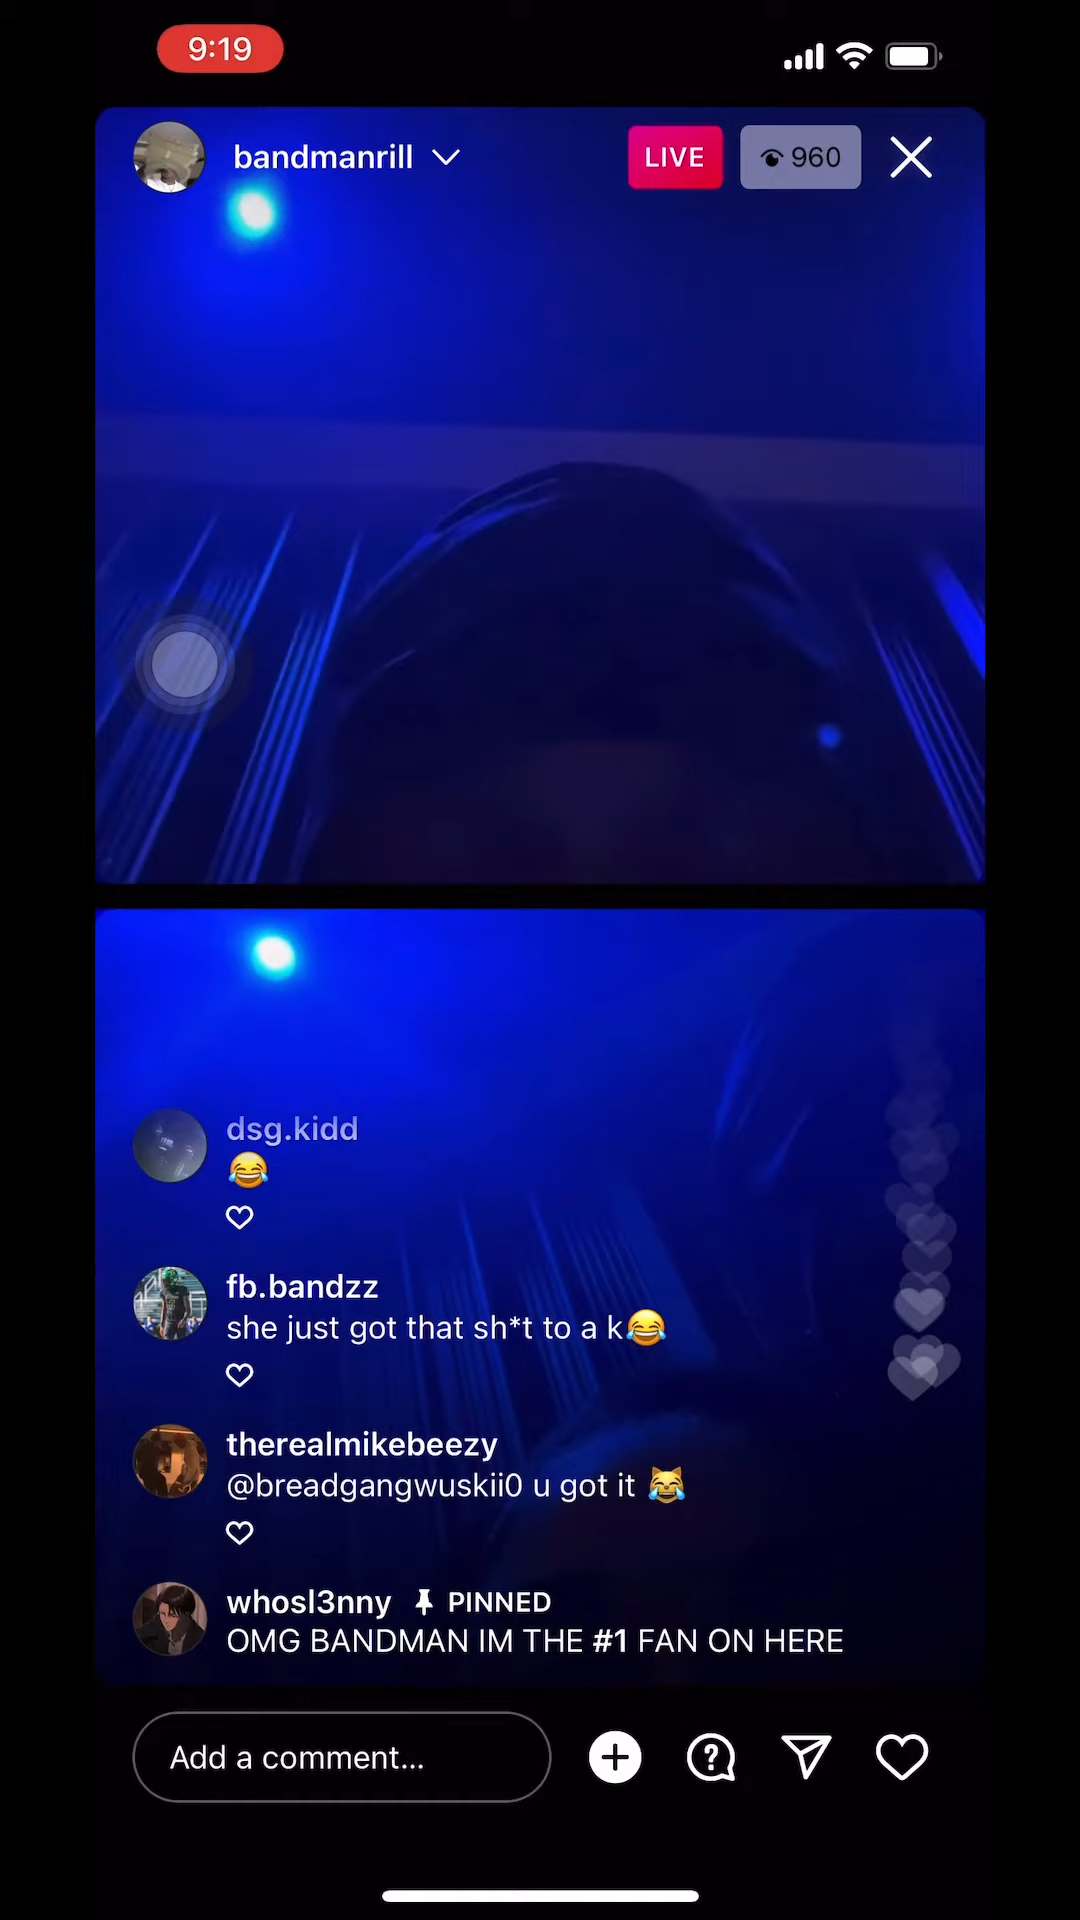 9:19
bandmanrill
LIVE
960
dsg.kidd
😂
fb.bandzz
she just got that sh*t to a k😂
therealmikebeezy
@breadgangwuskii0 u got it 😹
whosl3nny PINNED
OMG BANDMAN IM THE #1 FAN ON HERE
Add a comment...